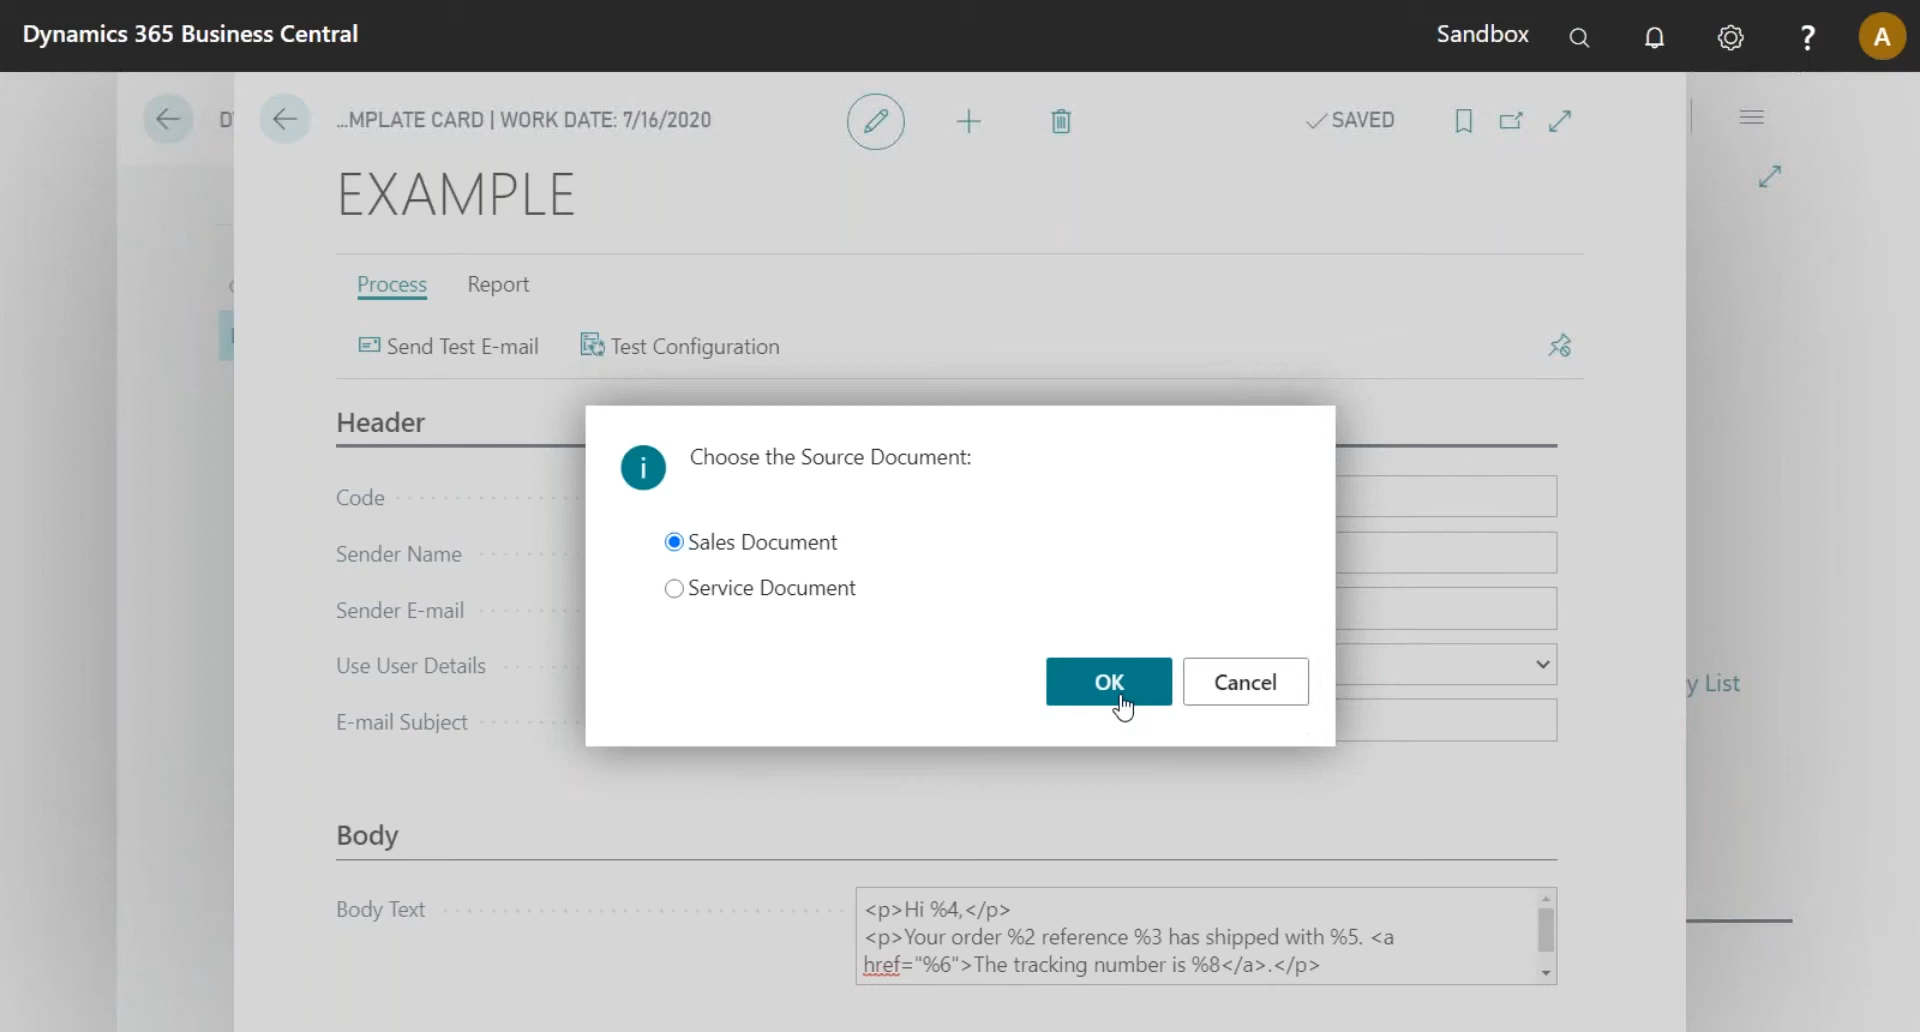 Dynamics 365 Business Central
Sandbox
?
A
...MPLATE CARD | WORK DATE: 7/16/2020
SAVED
EXAMPLE
Process
Report
Send Test E-mail
Test Configuration
Header
Code
Sender Name
Sender E-mail
Use User Details
E-mail Subject
i
Choose the Source Document:
Sales Document
Service Document
OK
Cancel
y List
Body
Body Text
<p>Hi %4,</p>
<p>Your order %2 reference %3 has shipped with %5. <a
href="%6">The tracking number is %8</a>.</p>